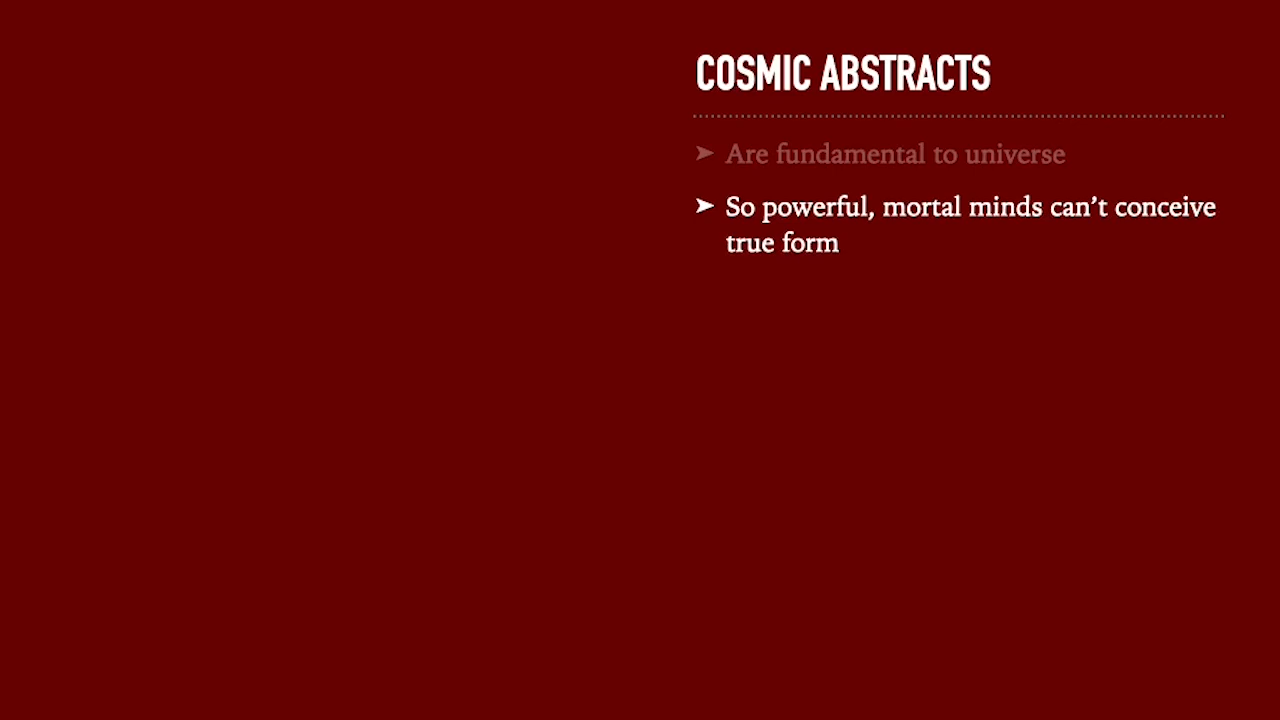 COSMIC ABSTRACTS
➤ Are fundamental to universe
➤ So powerful, mortal minds can’t conceive
true form